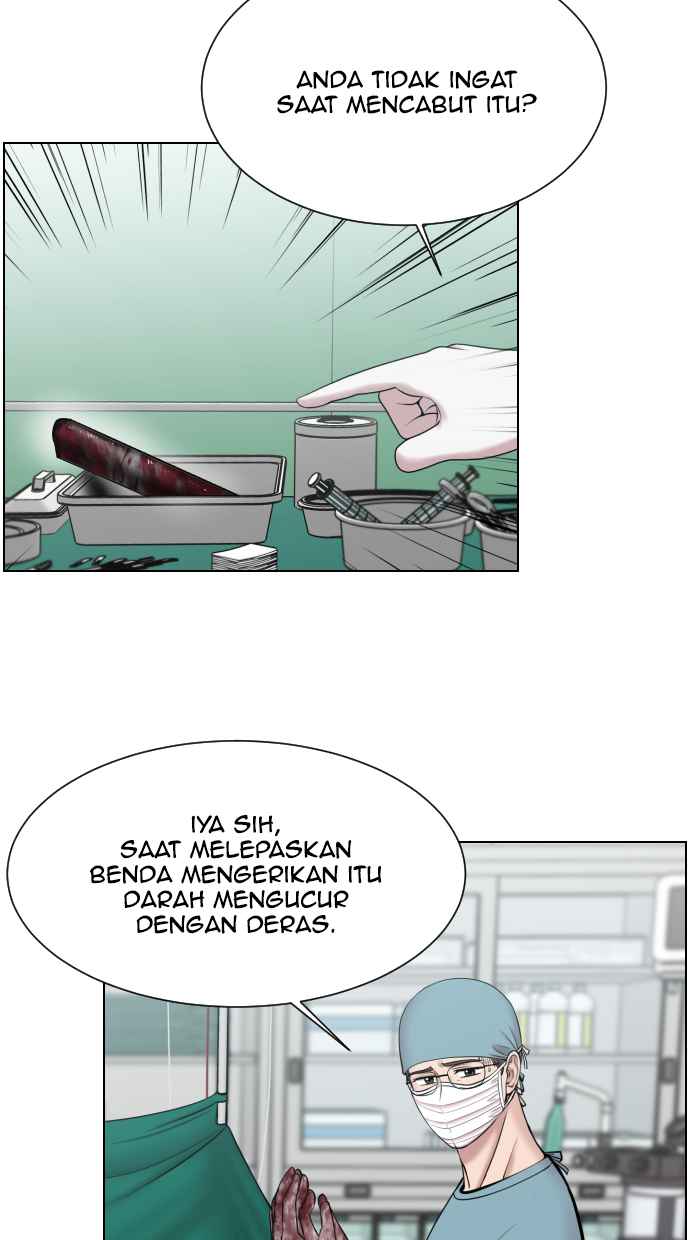 ANDA TIDAK INGAT
SAAT MENCABUT ITU?
IYA SIH,
SAAT MELEPASKAN
BENDA MENGERIKAN ITU
DARAH MENGUCUR
DENGAN DERAS.